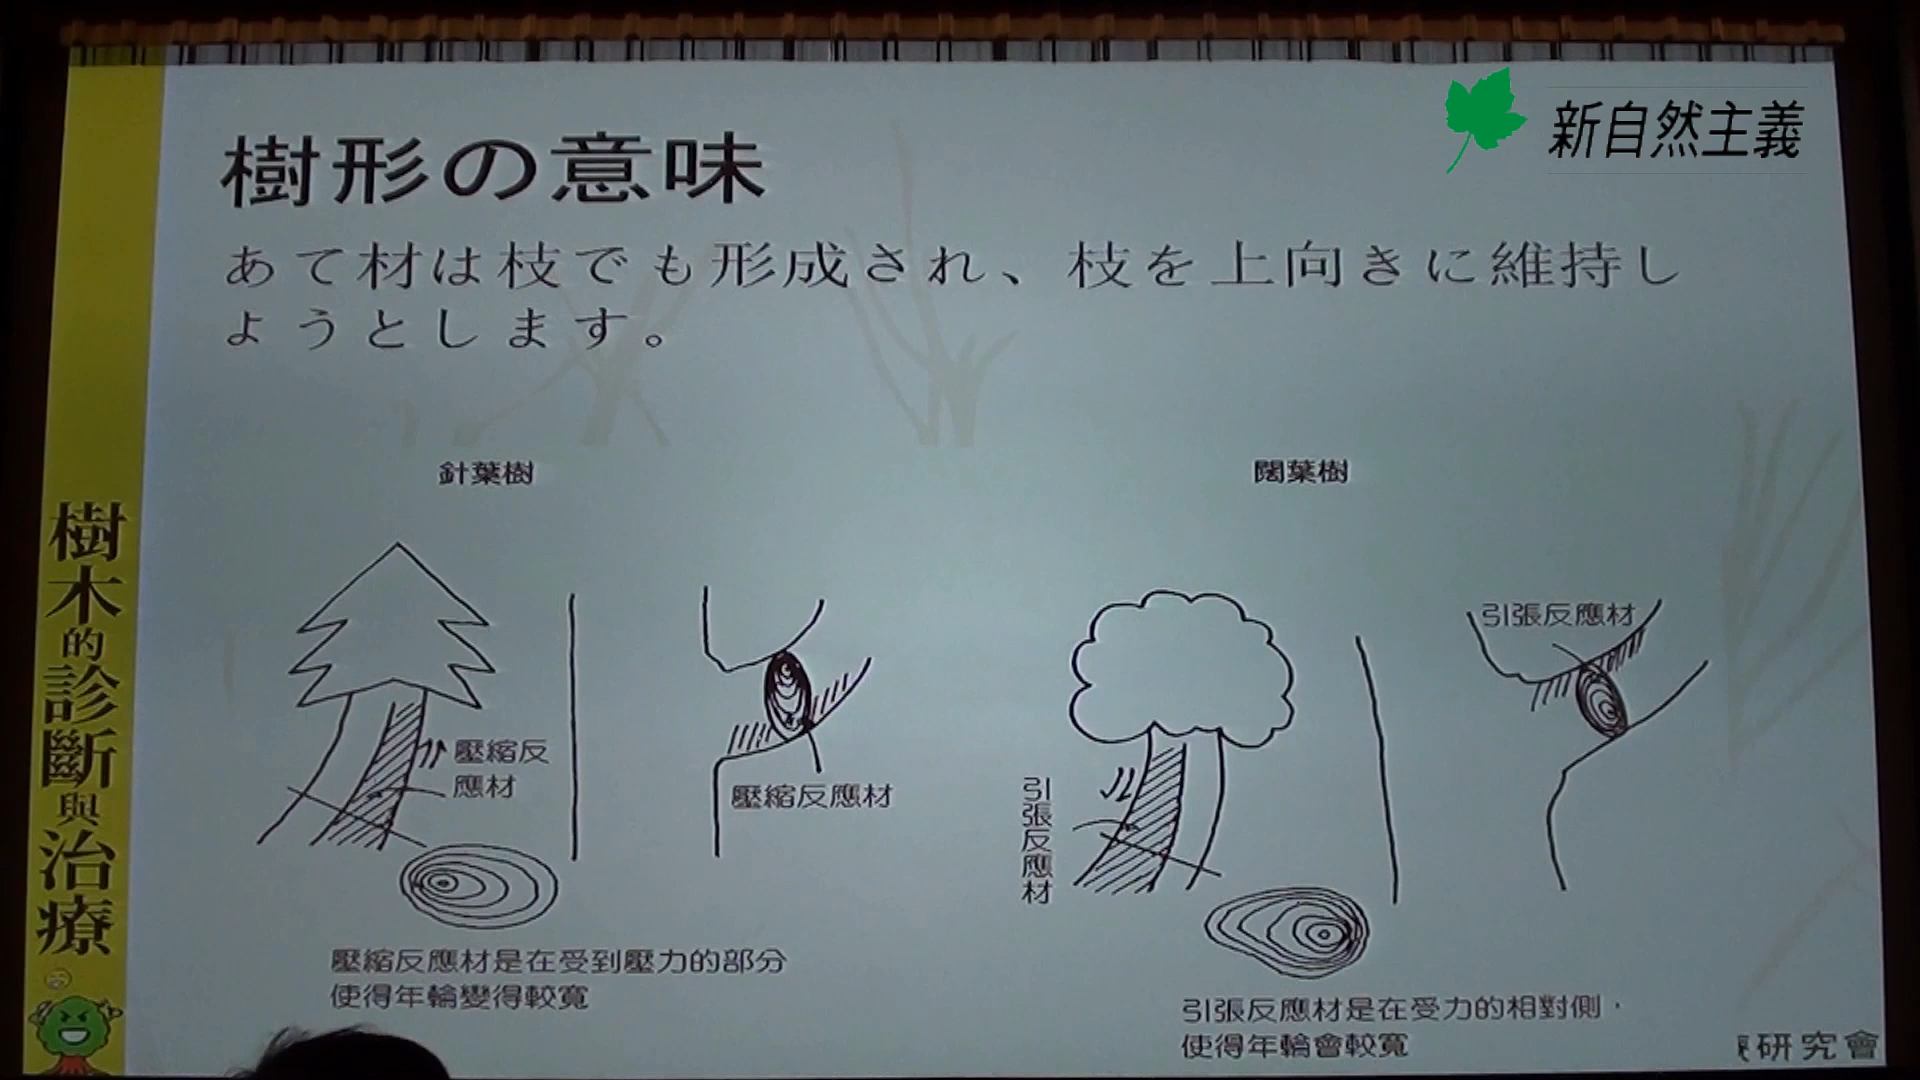 新自然主義
樹形の意味
あて材は枝でも形成され、枝を上向きに維持し
ようとします。
針葉樹
闊葉樹
引張反應材
壓縮反
應材
壓縮反應材
引張反應材
壓縮反應材是在受到壓力的部分
使得年輪變得較寬
引張反應材是在受力的相對側，
使得年輪會較寬
樹木的診斷與治療
研究會